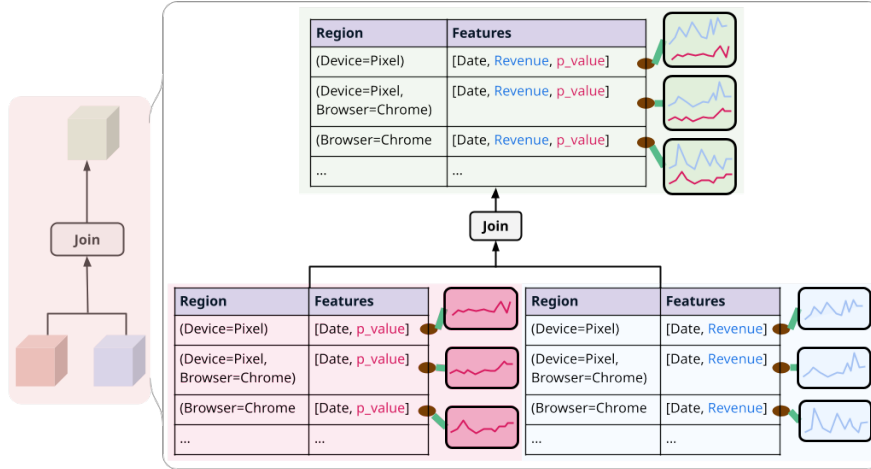 Join
Region Features
(Device=Pixel) [Date, Revenue, p_value]
(Device=Pixel, [Date, Revenue, p_value]
Browser=Chrome)
(Browser=Chrome [Date, Revenue, p_value]
... ...
Join
Region Features
(Device=Pixel) [Date, p_value]
(Device=Pixel, [Date, p_value]
Browser=Chrome)
(Browser=Chrome [Date, p_value]
... ...
Region Features
(Device=Pixel) [Date, Revenue]
(Device=Pixel, [Date, Revenue]
Browser=Chrome)
(Browser=Chrome [Date, Revenue]
... ...